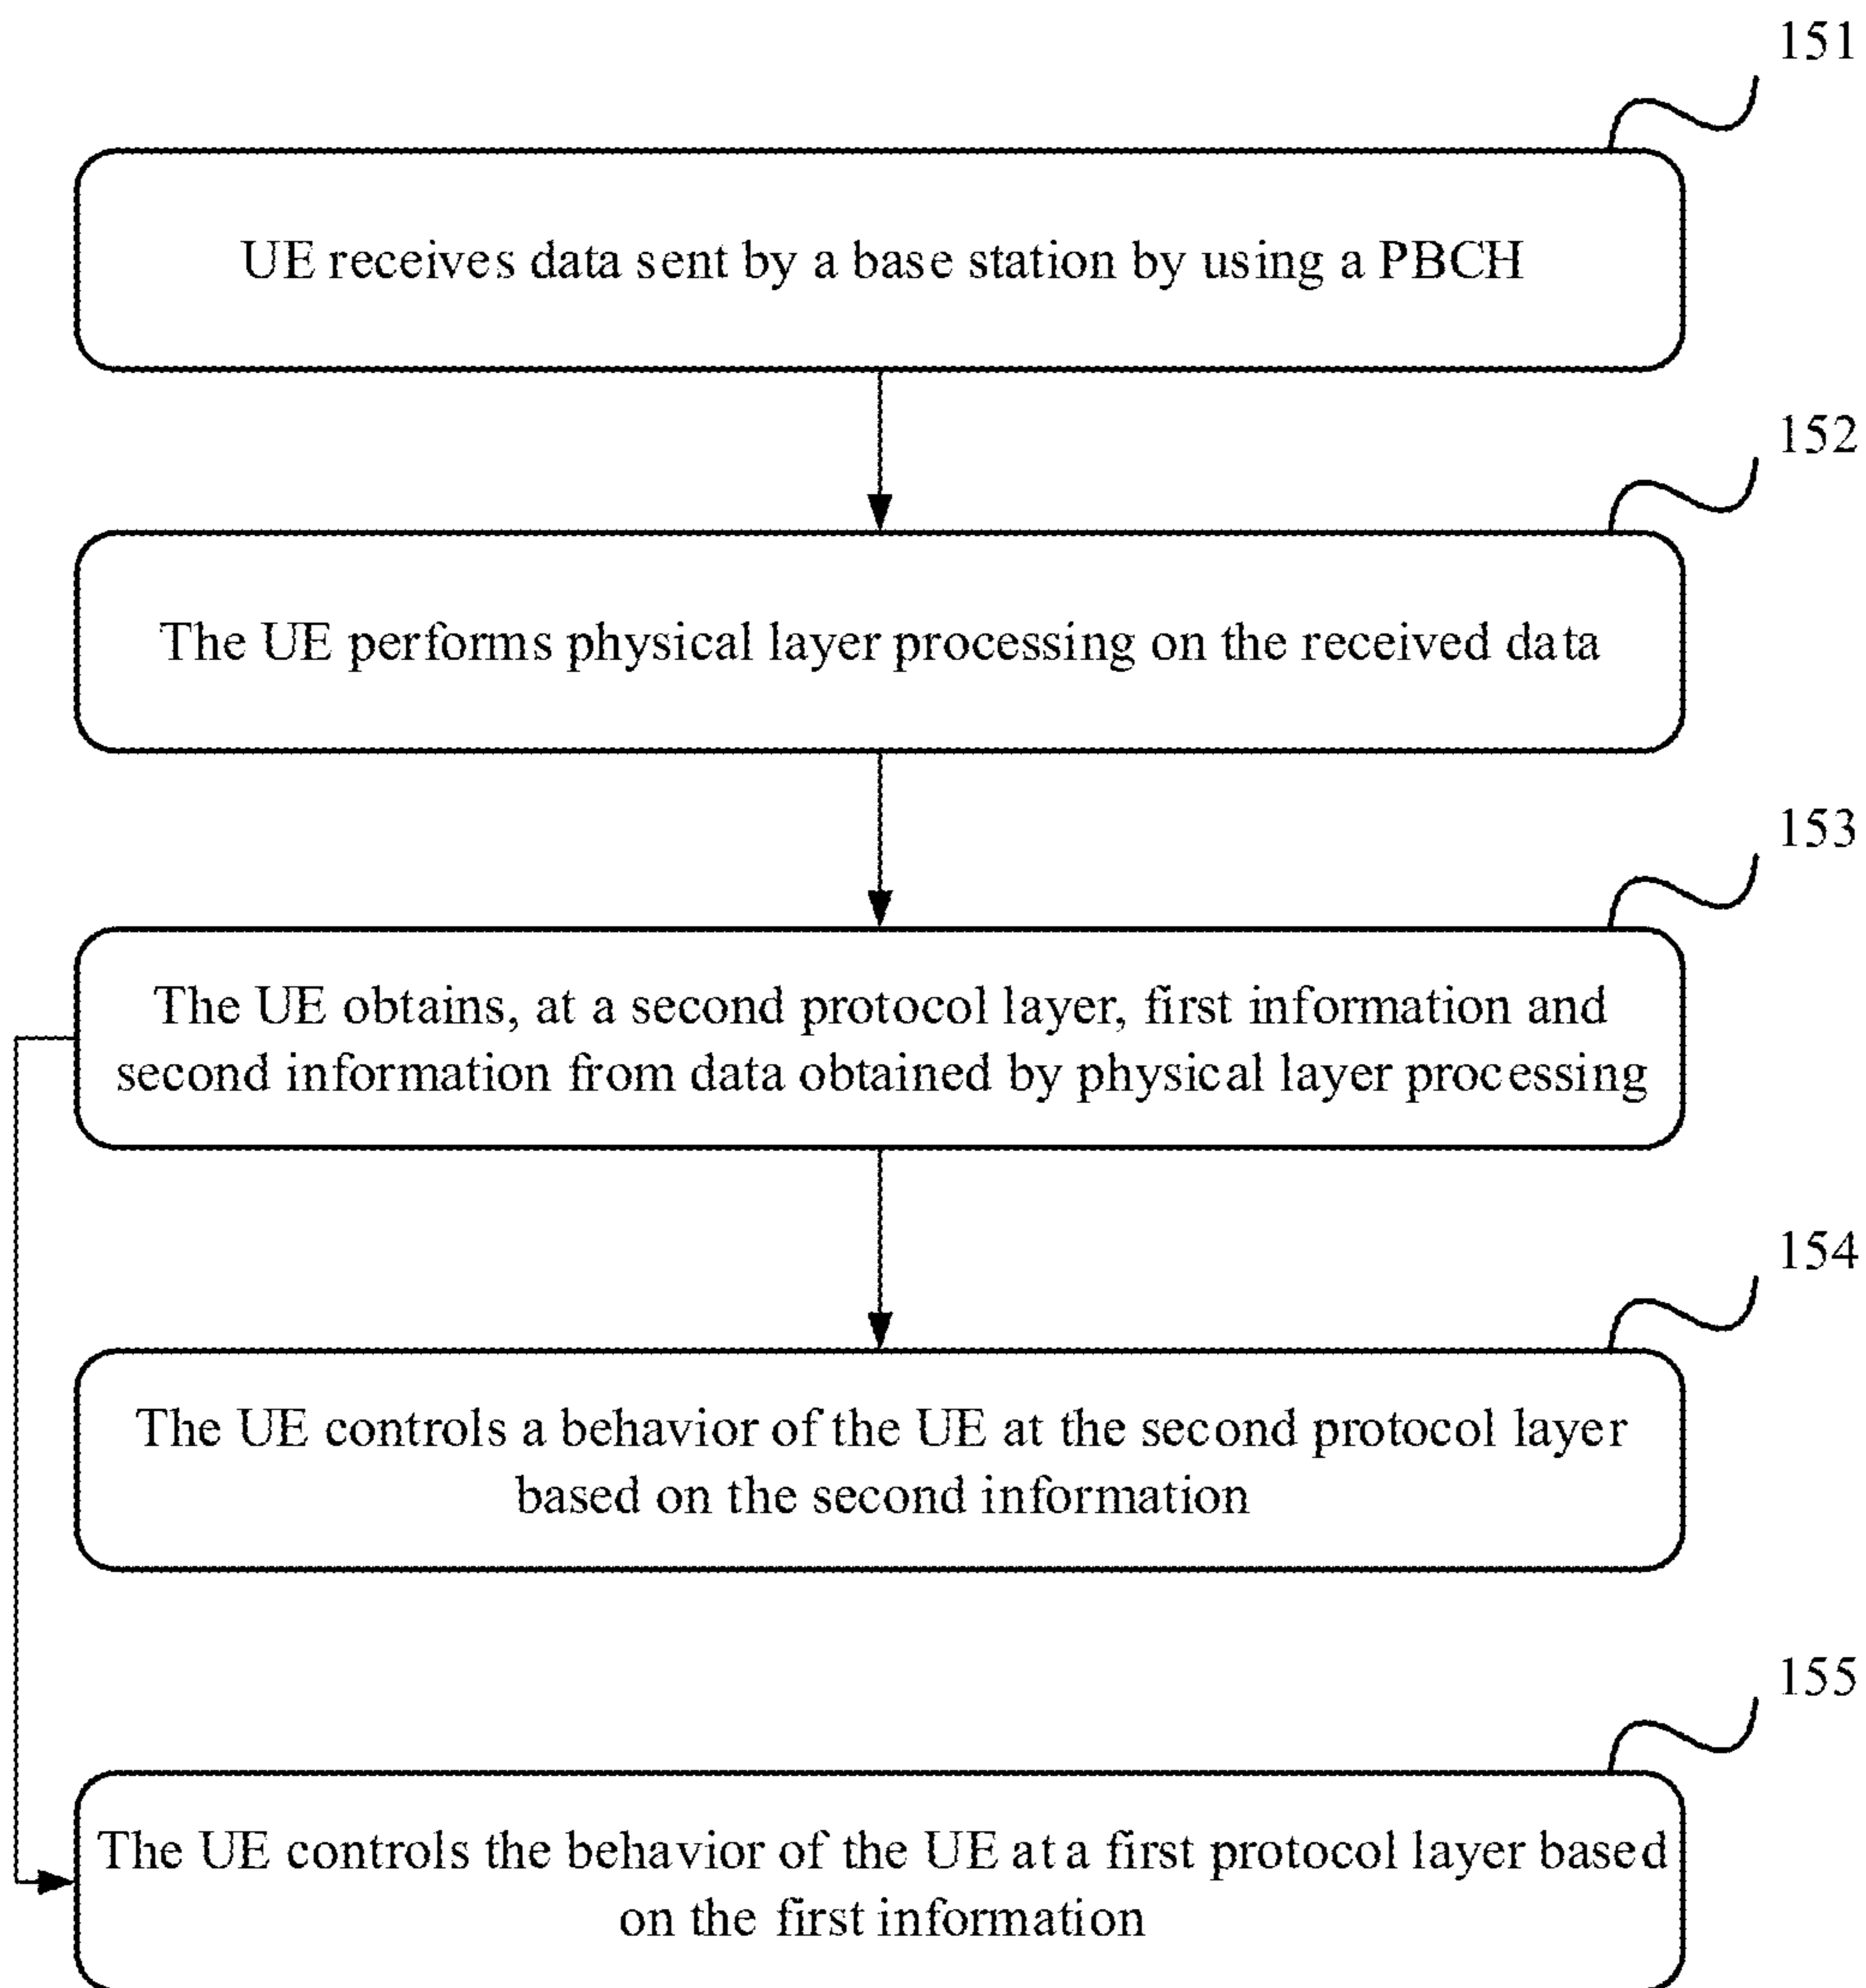 151
UE receives data sent by a base station by using a PBCH
152
The UE performs physical layer processing on the received data
153
The UE obtains, at a second protocol layer, first information and
second information from data obtained by physical layer processing
154
The UE controls a behavior of the UE at the second protocol layer
based on the second information
155
The UE controls the behavior of the UE at a first protocol layer based
on the first information